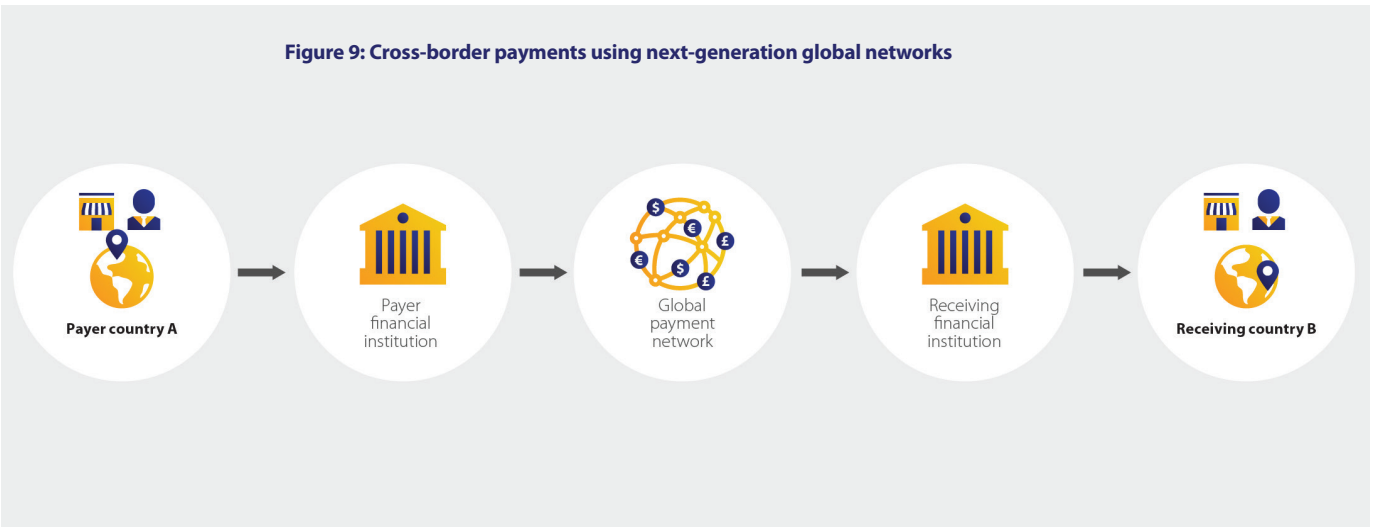 Figure 9: Cross-border payments using next-generation global networks
Payer country A
Payer
financial
institution
$
€
£
€
$
£
Global
payment
network
Receiving
financial
institution
Receiving country B